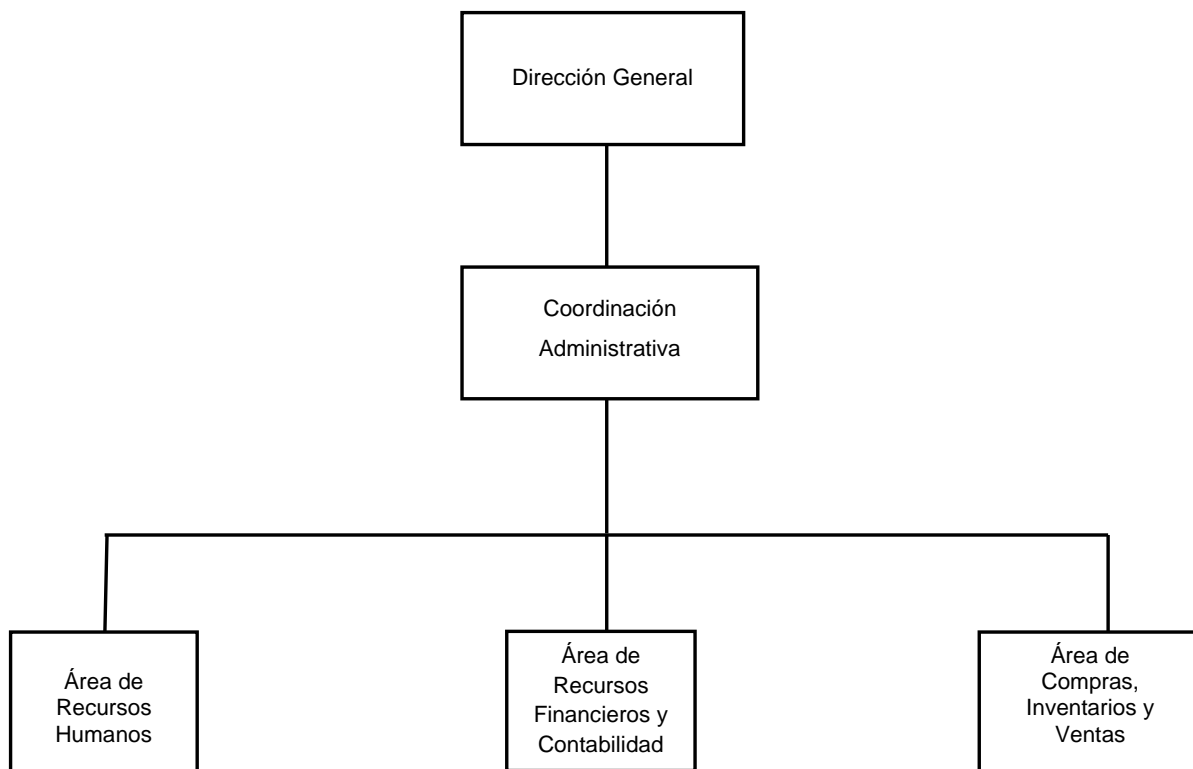 Dirección General
Coordinación
Administrativa
Área de
Recursos
Humanos
Área de
Recursos
Financieros y
Contabilidad
Área de
Compras,
Inventarios y
Ventas